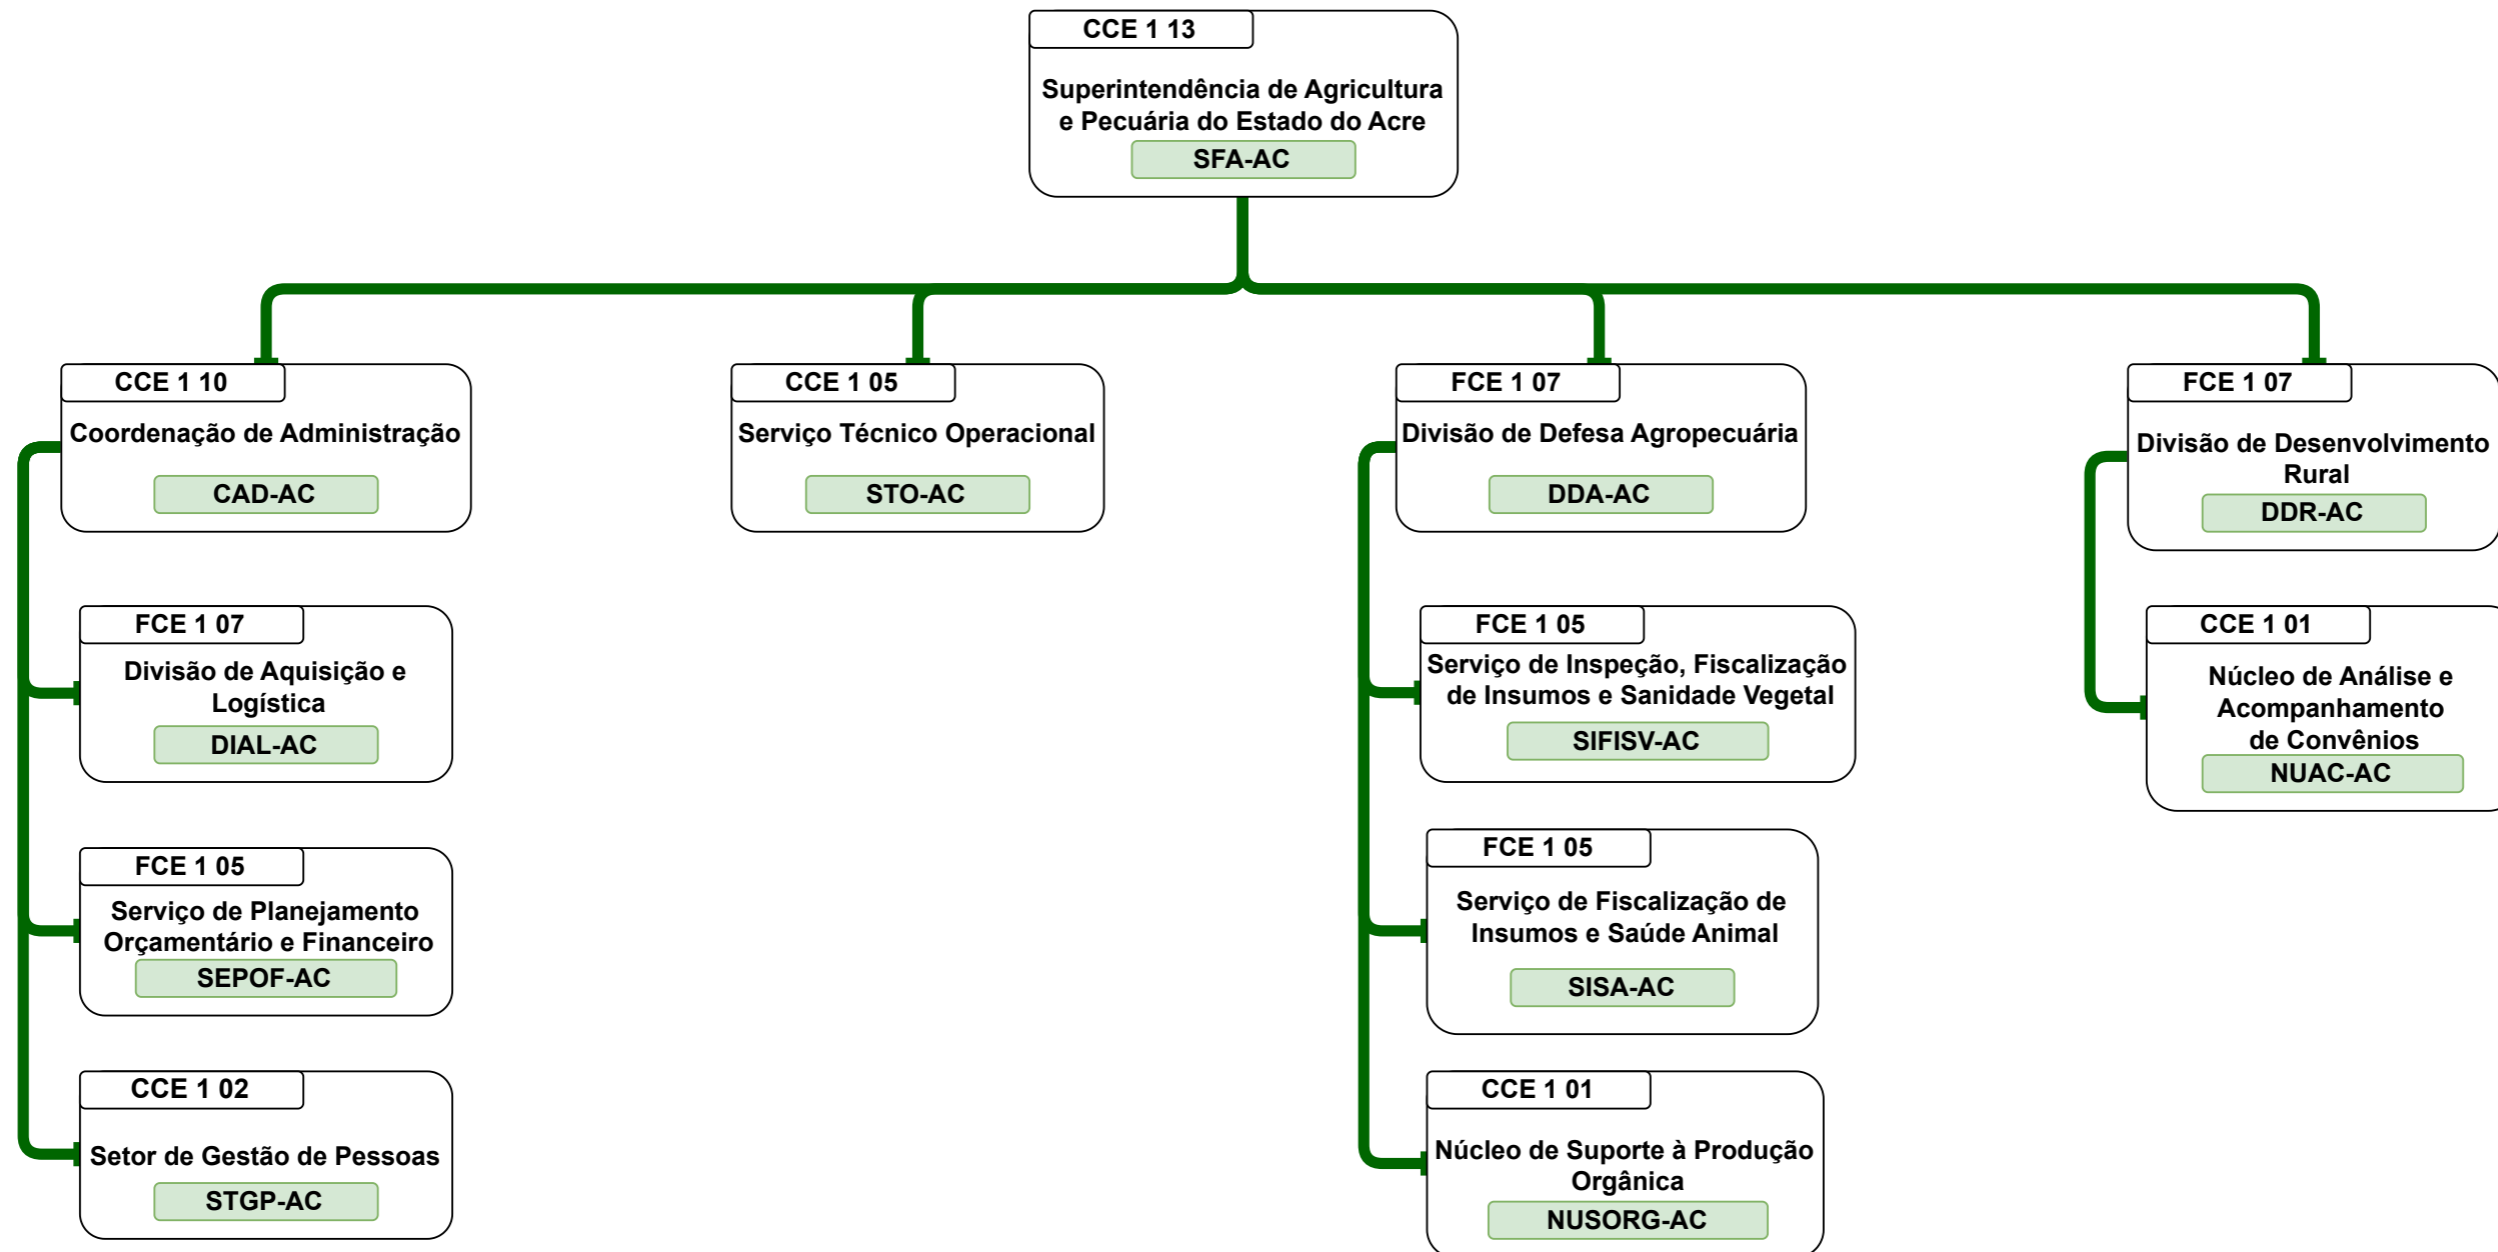 CCE 1 13
Superintendência de Agricultura
e Pecuária do Estado do Acre
SFA-AC
CCE 1 10
Coordenação de Administração
CAD-AC
FCE 1 07
Divisão de Aquisição e
Logística
DIAL-AC
FCE 1 05
Serviço de Planejamento
Orçamentário e Financeiro
SEPOF-AC
CCE 1 02
Setor de Gestão de Pessoas
STGP-AC
CCE 1 05
Serviço Técnico Operacional
STO-AC
FCE 1 07
Divisão de Defesa Agropecuária
DDA-AC
FCE 1 05
Serviço de Inspeção, Fiscalização
de Insumos e Sanidade Vegetal
SIFISV-AC
FCE 1 05
Serviço de Fiscalização de
Insumos e Saúde Animal
SISA-AC
CCE 1 01
Núcleo de Suporte à Produção
Orgânica
NUSORG-AC
FCE 1 07
Divisão de Desenvolvimento
Rural
DDR-AC
CCE 1 01
Núcleo de Análise e
Acompanhamento
de Convênios
NUAC-AC